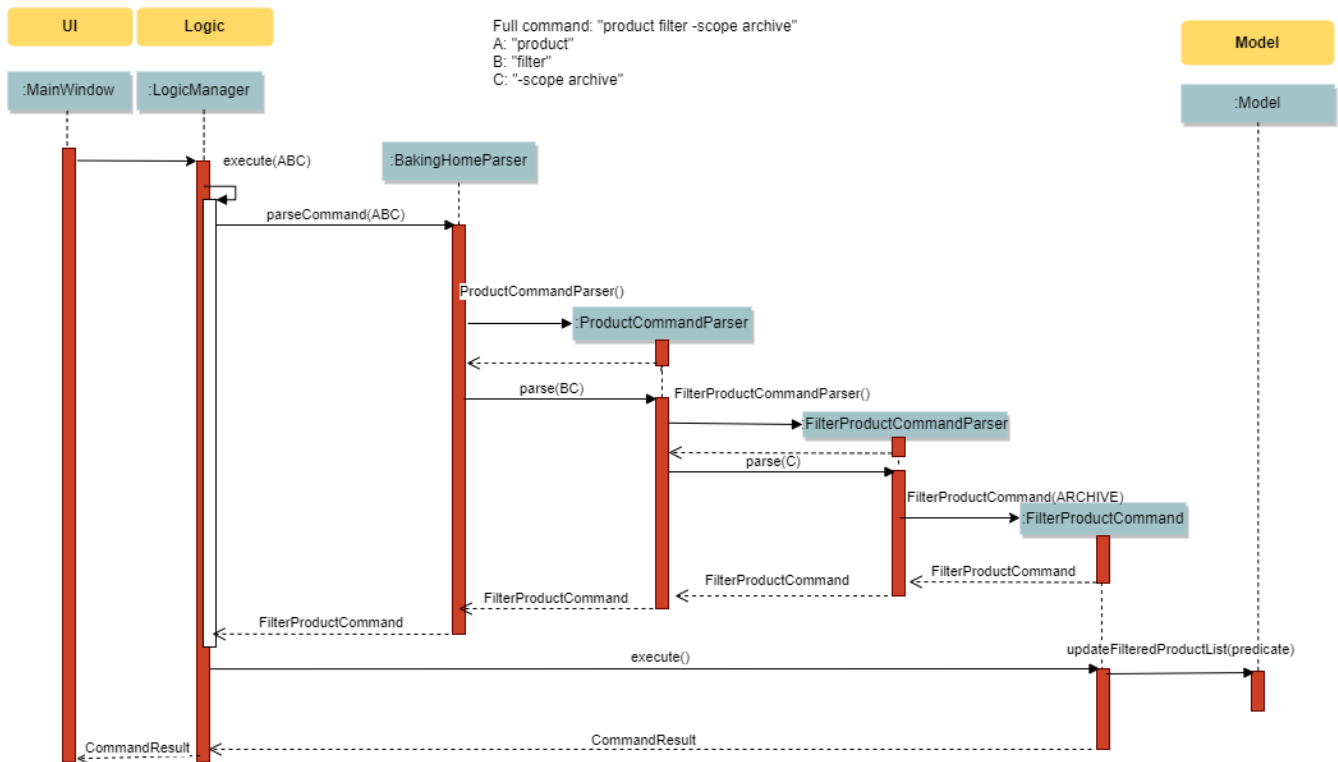 UI
Logic
Full command: "product filter -scope archive"
A: "product"
B: "filter"
C: "-scope archive"
Model
:MainWindow
:LogicManager
:Model
execute(ABC)
:BakingHomeParser
parseCommand(ABC)
ProductCommandParser()
:ProductCommandParser
parse(BC)
FilterProductCommandParser()
:FilterProductCommandParser
parse(C)
FilterProductCommand(ARCHIVE)
:FilterProductCommand
FilterProductCommand
FilterProductCommand
FilterProductCommand
FilterProductCommand
execute()
updateFilteredProductList(predicate)
CommandResult
CommandResult